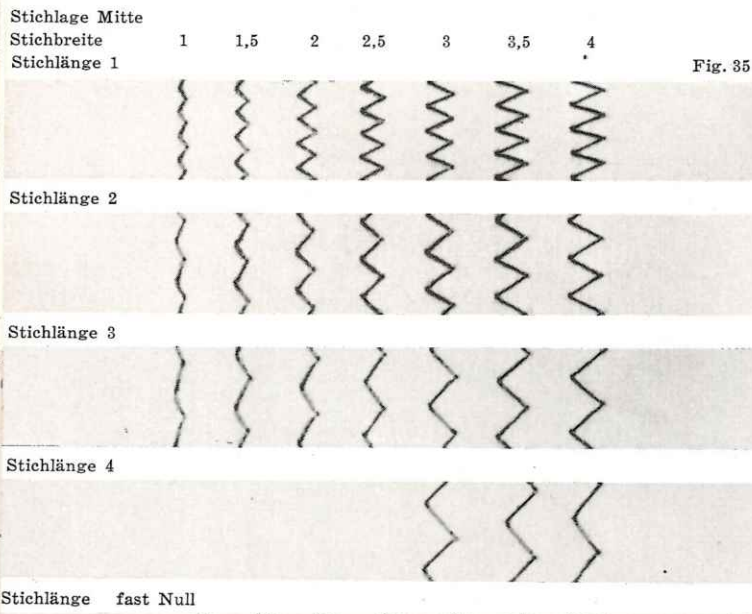 Stichlage Mitte
Stichbreite 1 1,5 2 2,5 3 3,5 4
Stichlänge 1 Fig. 35
Stichlänge 2
Stichlänge 3
Stichlänge 4
Stichlänge fast Null